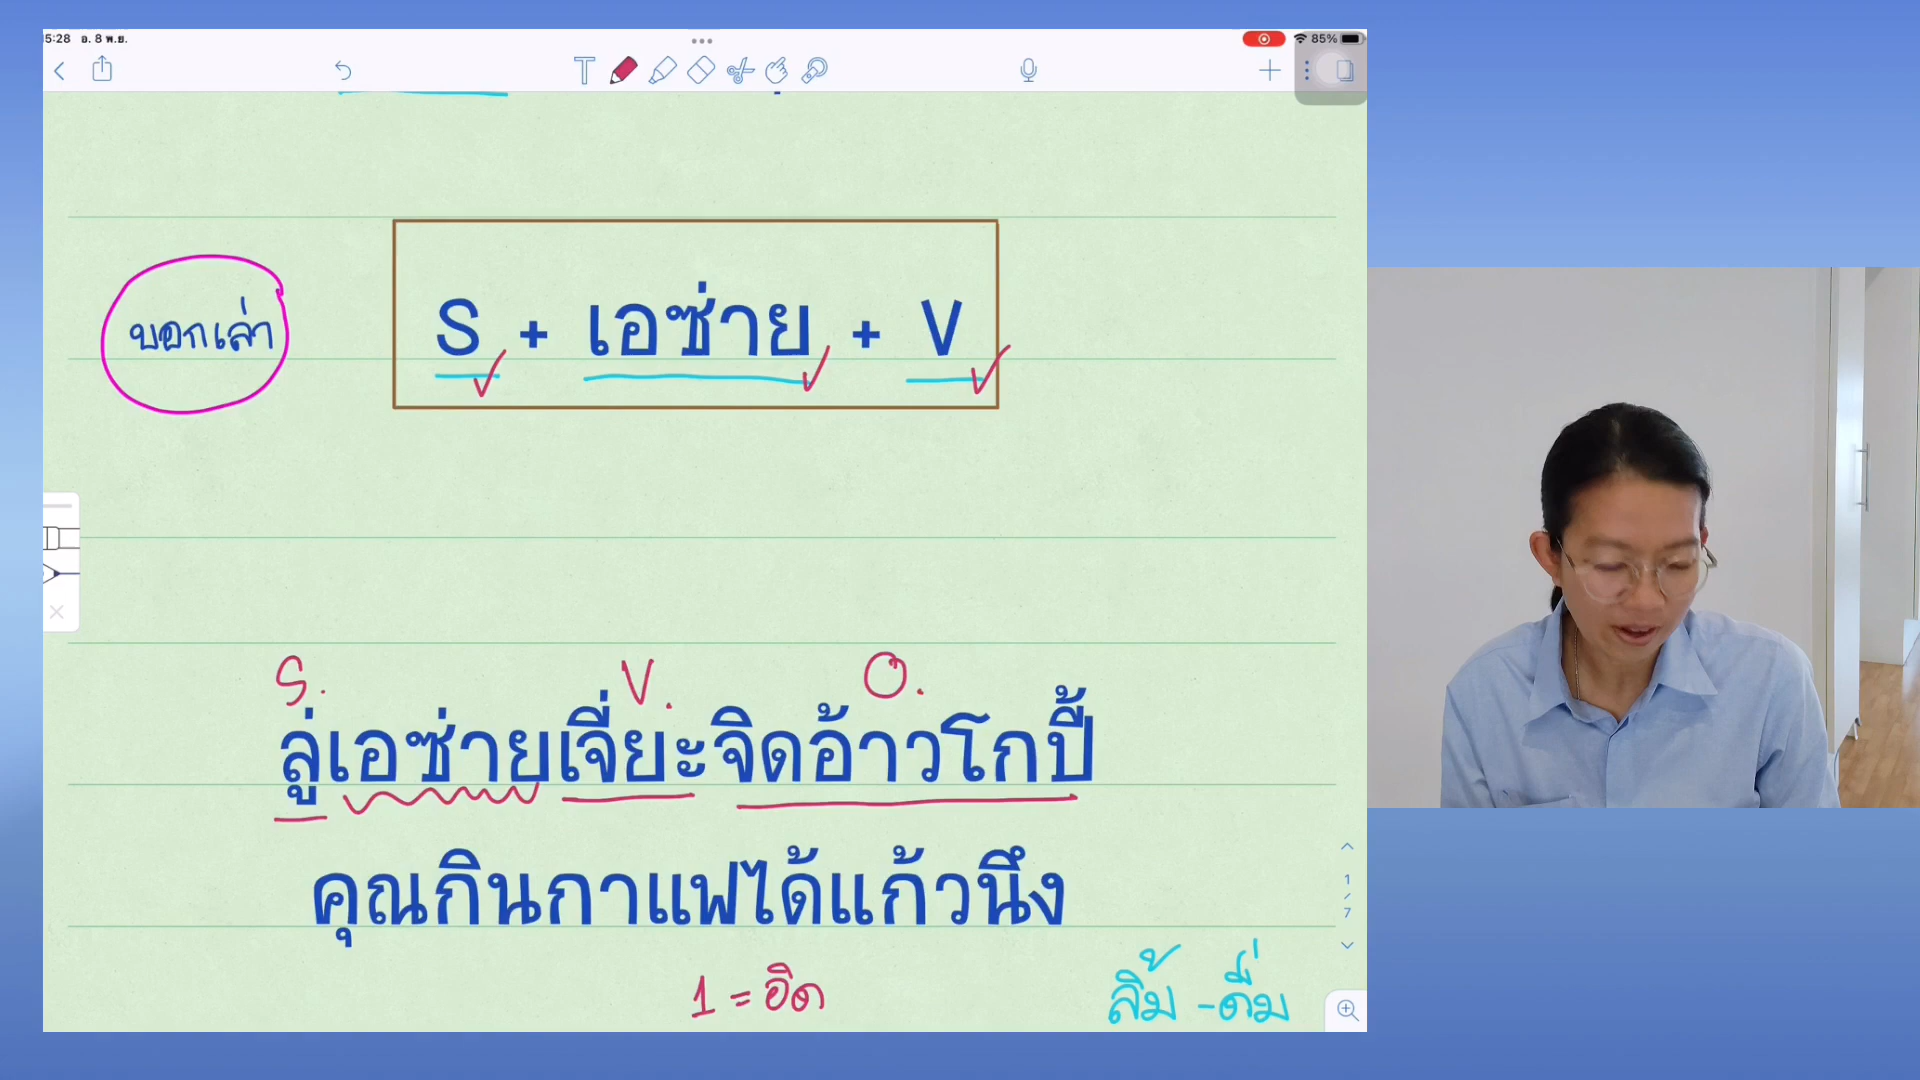 15:28 อ. 8 พ.ย.
85%
บอกเล่า
S + เอซ่าย + V
S. V. O.
ลู่เอซ่ายเจี่ยะจิดอ้าวโกปี้
คุณกินกาแฟได้แก้วนึง
1 = อิด
ลิ้ม - ดื่ม
1
7